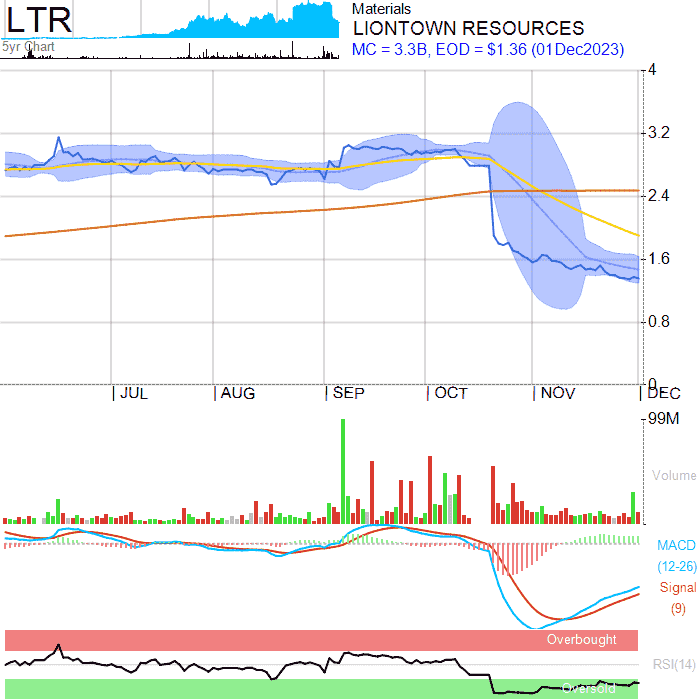 LTR
5yr Chart
Materials
LIONTOWN RESOURCES
MC = 3.3B, EOD = $1.36 (01Dec2023)
4
3.2
2.4
1.6
0.8
0
JUL AUG SEP OCT NOV DEC
99M
Volume
MACD
(12-26)
Signal
(9)
Overbought
RSI(14)
Oversold